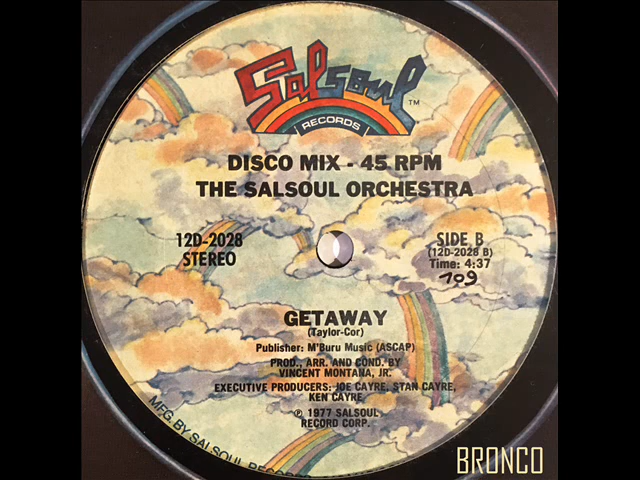 Salsoul
TM
RECORDS
DISCO MIX - 45 RPM
THE SALSOUL ORCHESTRA
12D-2028
STEREO
SIDE B
(12D-2028 B)
Time: 4:37
109
GETAWAY
(Taylor-Cor)
Publisher: M'Buru Music (ASCAP)
PROD., ARR. AND COND. BY
VINCENT MONTANA, JR.
EXECUTIVE PRODUCERS: JOE CAYRE, STAN CAYRE,
KEN CAYRE
℗ 1977 SALSOUL
RECORD CORP.
MFG. BY SALSOUL RECORD
BRONCO